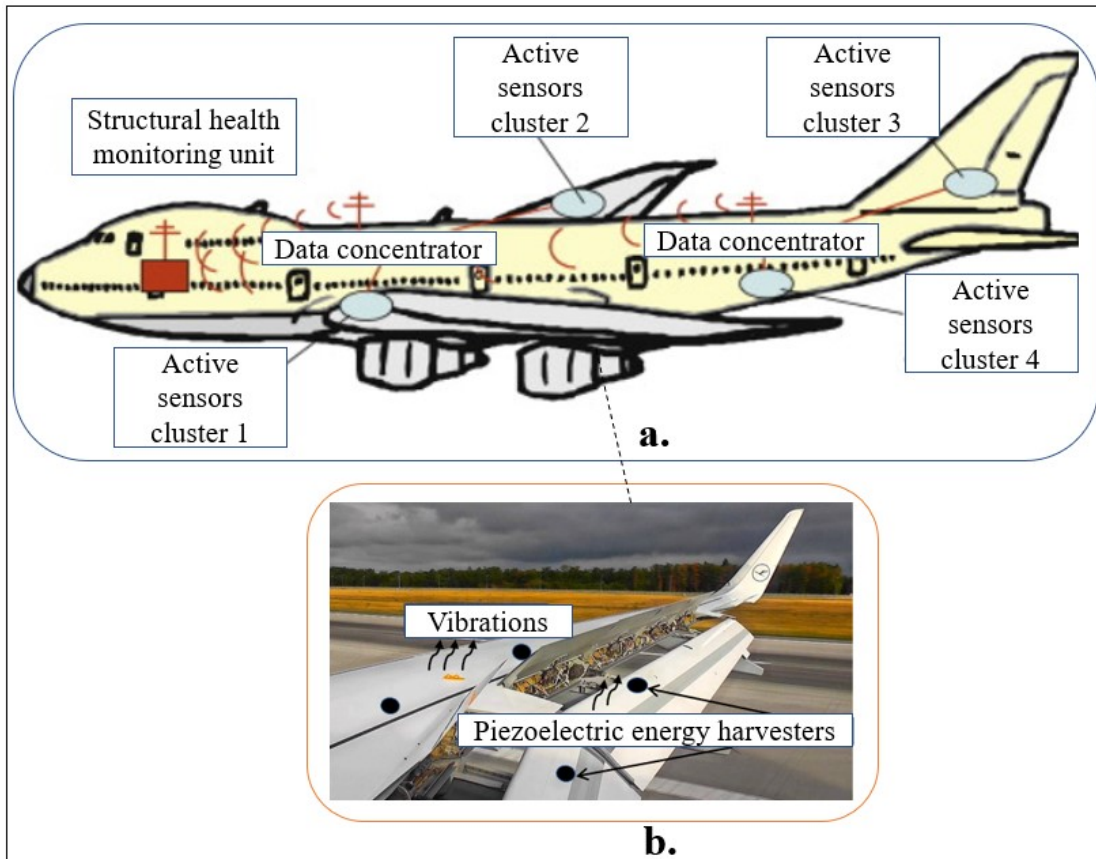 Active
sensors
cluster 2
Active
sensors
cluster 3
Structural health
monitoring unit
Data concentrator
Data concentrator
Active
sensors
cluster 1
Active
sensors
cluster 4
a.
Vibrations
Piezoelectric energy harvesters
b.